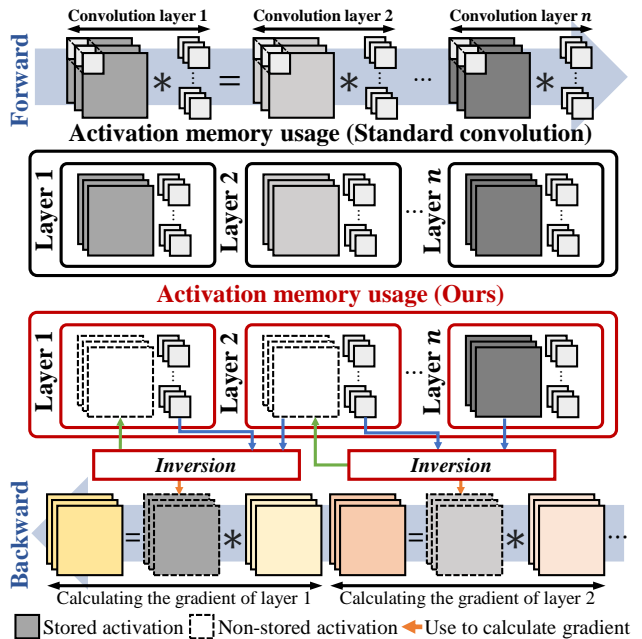 Convolution layer 1
Convolution layer 2
Convolution layer n
Forward
* = * ... *
Activation memory usage (Standard convolution)
Layer 1
Layer 2
...
Layer n
Activation memory usage (Ours)
Layer 1
Layer 2
...
Layer n
Inversion
Inversion
Backward
= * = * ...
Calculating the gradient of layer 1
Calculating the gradient of layer 2
Stored activation
Non-stored activation
Use to calculate gradient